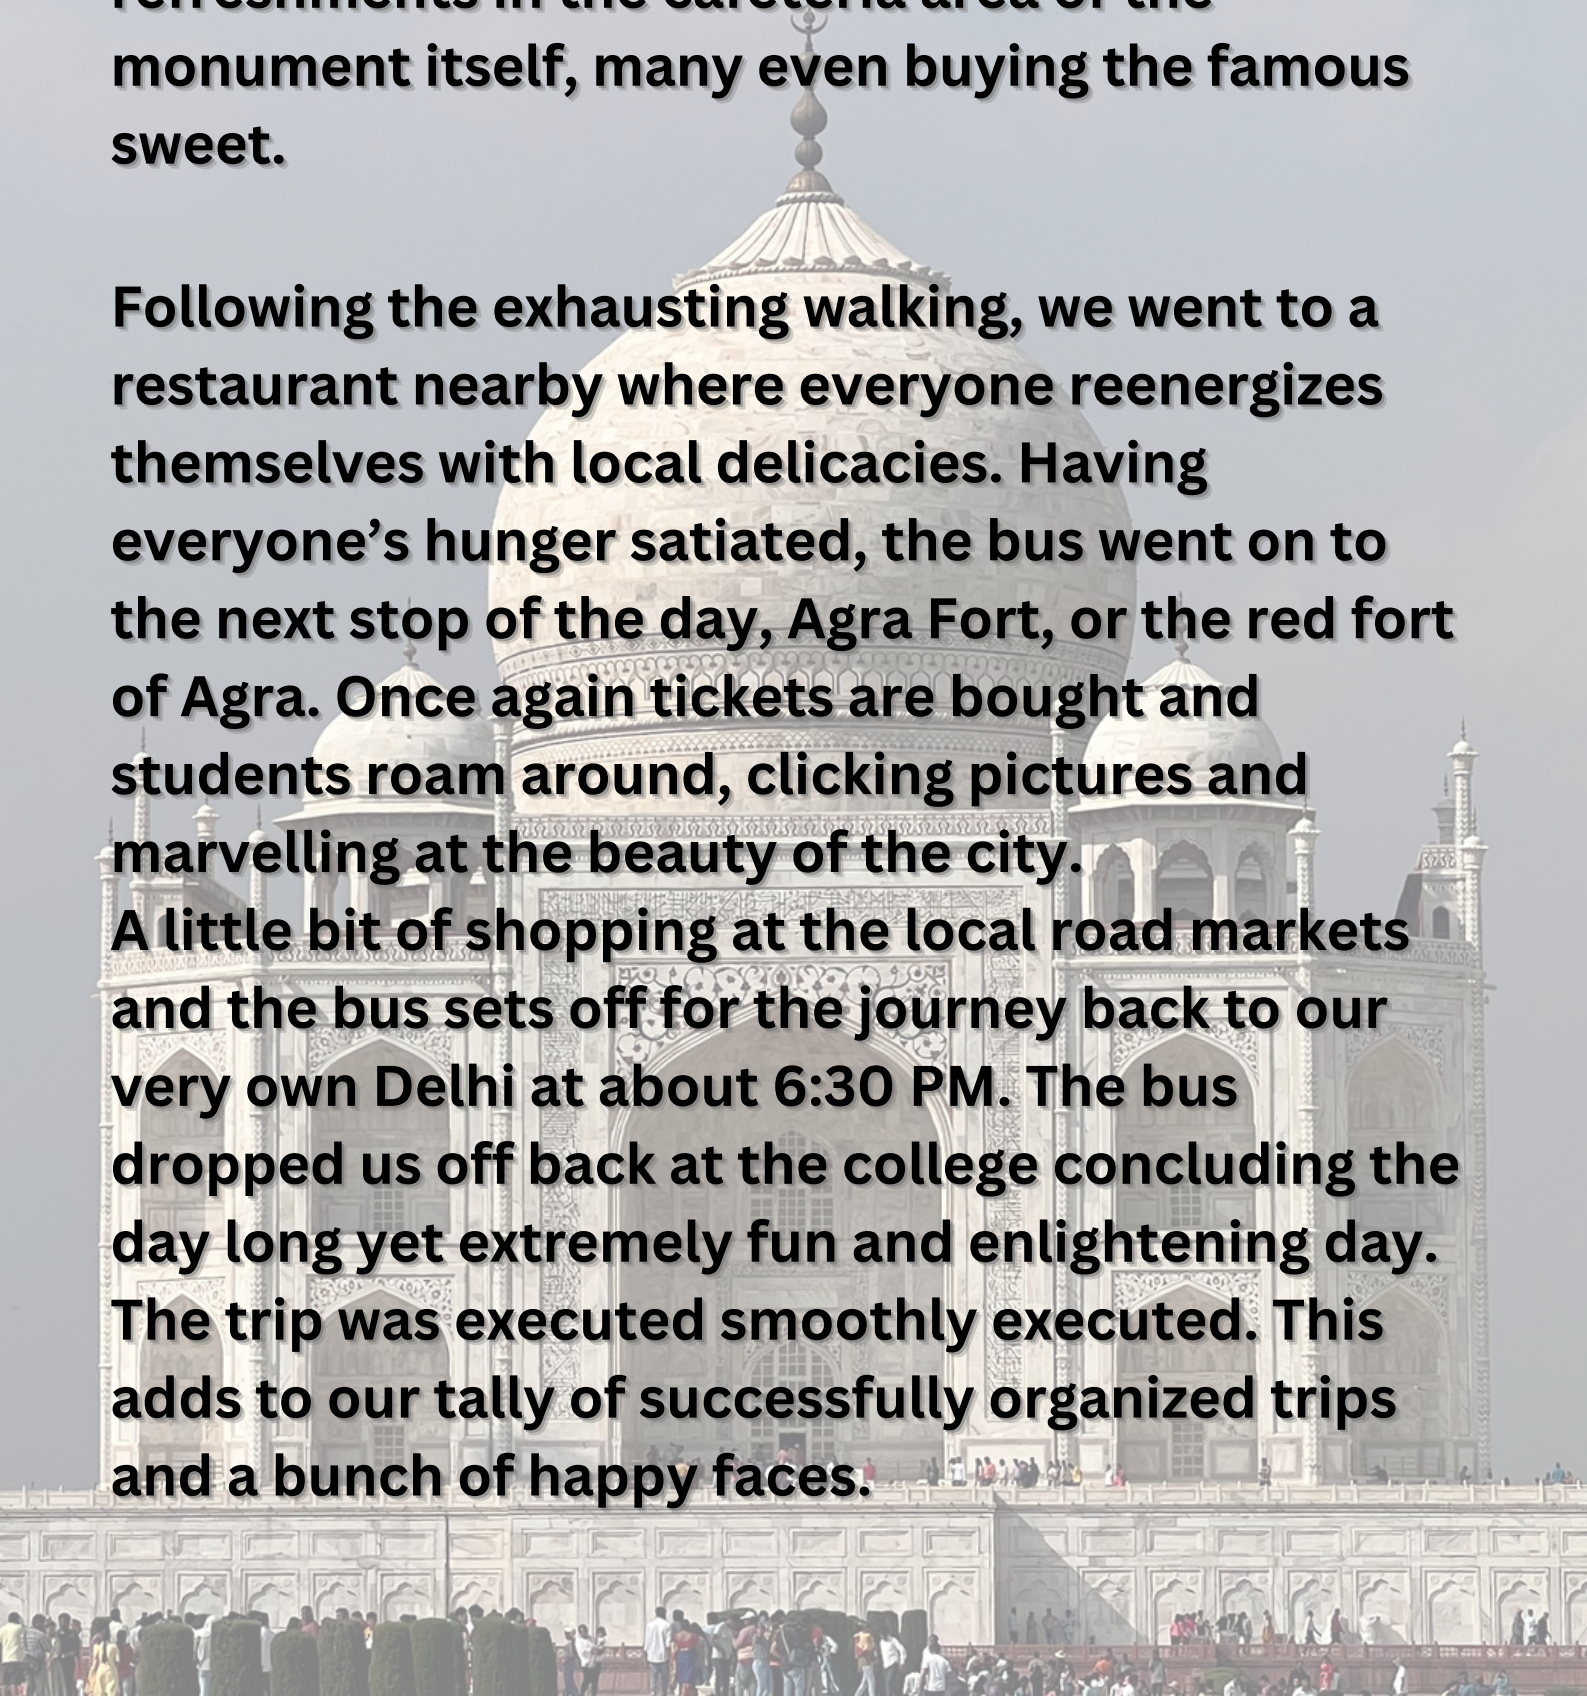 refreshments in the cafeteria area of the
monument itself, many even buying the famous
sweet.
Following the exhausting walking, we went to a
restaurant nearby where everyone reenergizes
themselves with local delicacies. Having
everyone’s hunger satiated, the bus went on to
the next stop of the day, Agra Fort, or the red fort
of Agra. Once again tickets are bought and
students roam around, clicking pictures and
marvelling at the beauty of the city.
A little bit of shopping at the local road markets
and the bus sets off for the journey back to our
very own Delhi at about 6:30 PM. The bus
dropped us off back at the college concluding the
day long yet extremely fun and enlightening day.
The trip was executed smoothly executed. This
adds to our tally of successfully organized trips
and a bunch of happy faces.